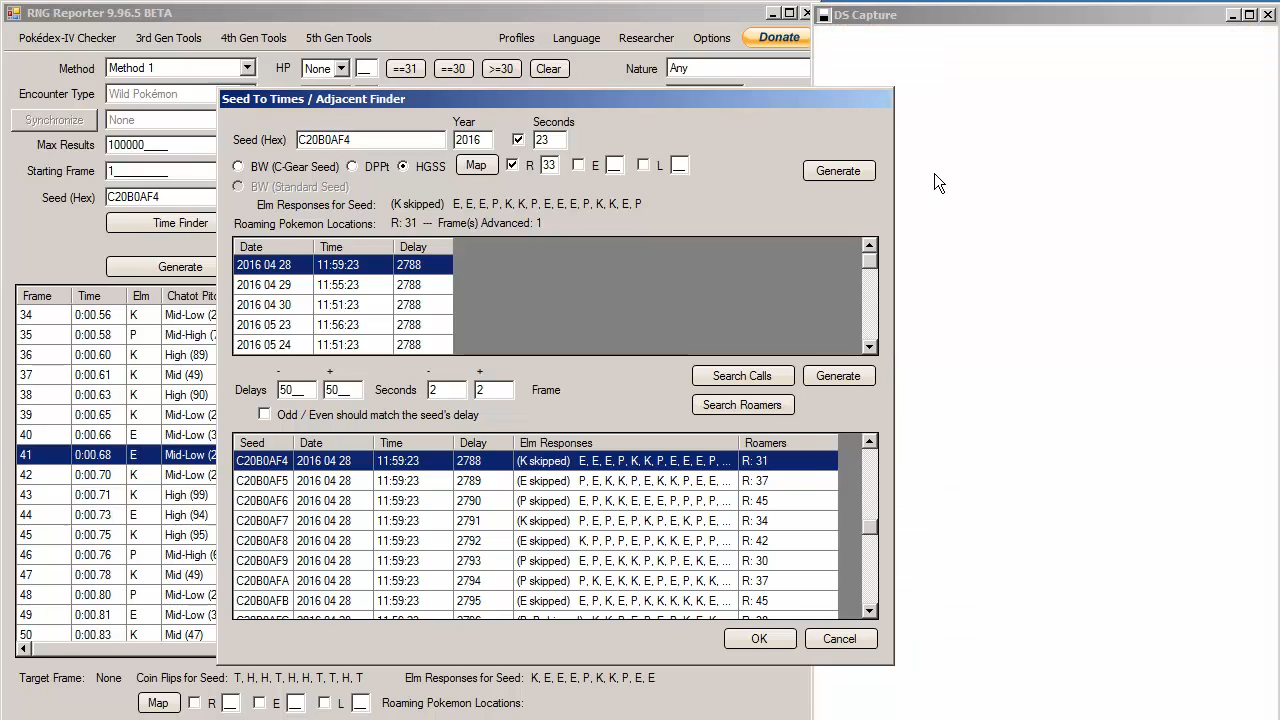 RNG Reporter 9.96.5 BETA
DS Capture
3rd Gen Tools 4th Gen Tools 5th Gen Tools Profiles Language Researcher Options Donate
Method Method 1 HP None __ ==31 ==30 >=30 Clear Nature Any
Encounter Type Wild Pokémon
Synchronize None
Max Results 100000____
Starting Frame 1________
Seed (Hex) C20B0AF4
Time Finder
Generate
Frame Time Elm Chatot Pitc
34 0:00.56 K Mid-Low (2
35 0:00.58 P Mid-High (7
36 0:00.60 K High (89)
37 0:00.61 K Mid (49)
38 0:00.63 K High (90)
39 0:00.65 K Mid-Low (2
40 0:00.66 E Mid-Low (3
41 0:00.68 E Mid-Low (2
42 0:00.70 K Mid-Low (2
43 0:00.71 K High (99)
44 0:00.73 E High (94)
45 0:00.75 K High (95)
46 0:00.76 P Mid-High (6
47 0:00.78 K Mid (49)
48 0:00.80 P Mid-Low (2
49 0:00.81 E Mid-Low (3
50 0:00.83 K Mid (47)
Target Frame: None Coin Flips for Seed: T, H, H, T, H, H, T, T, H, T Elm Responses for Seed: K, E, E, E, P, K, K, P, E, E
Map R __ E __ L __ Roaming Pokemon Locations:
Seed To Times / Adjacent Finder
Year Seconds
Seed (Hex) C20B0AF4 2016 23
BW (C-Gear Seed) DPPt HGSS Map R 33 E __ L __ Generate
BW (Standard Seed)
Elm Responses for Seed: (K skipped) E, E, E, P, K, K, P, E, E, E, P, K, K, E, P
Roaming Pokemon Locations: R: 31 --- Frame(s) Advanced: 1
Date Time Delay
2016 04 28 11:59:23 2788
2016 04 29 11:55:23 2788
2016 04 30 11:51:23 2788
2016 05 23 11:56:23 2788
2016 05 24 11:51:23 2788
- + - +
Delays 50__ 50__ Seconds 2 2 Frame
Search Calls Generate
Search Roamers
Odd / Even should match the seed's delay
Seed Date Time Delay Elm Responses Roamers
C20B0AF4 2016 04 28 11:59:23 2788 (K skipped) E, E, E, P, K, K, P, E, E, E, P, ... R: 31
C20B0AF5 2016 04 28 11:59:23 2789 (E skipped) P, E, K, K, P, E, K, K, P, E, E, ... R: 37
C20B0AF6 2016 04 28 11:59:23 2790 (P skipped) E, P, K, K, E, E, E, P, P, P, P, ... R: 45
C20B0AF7 2016 04 28 11:59:23 2791 (K skipped) P, E, P, E, P, K, P, E, K, P, E, ... R: 34
C20B0AF8 2016 04 28 11:59:23 2792 (E skipped) K, P, E, K, K, K, P, E, K, P, E, ... R: 42
C20B0AF9 2016 04 28 11:59:23 2793 (P skipped) E, P, E, P, E, E, P, P, K, E, E, ... R: 30
C20B0AFA 2016 04 28 11:59:23 2794 (P skipped) P, K, E, K, E, P, E, P, K, K, ... R: 37
C20B0AFB 2016 04 28 11:59:23 2795 (E skipped) E, P, K, E, P, K, K, K, K, E, ... R: 45
OK Cancel